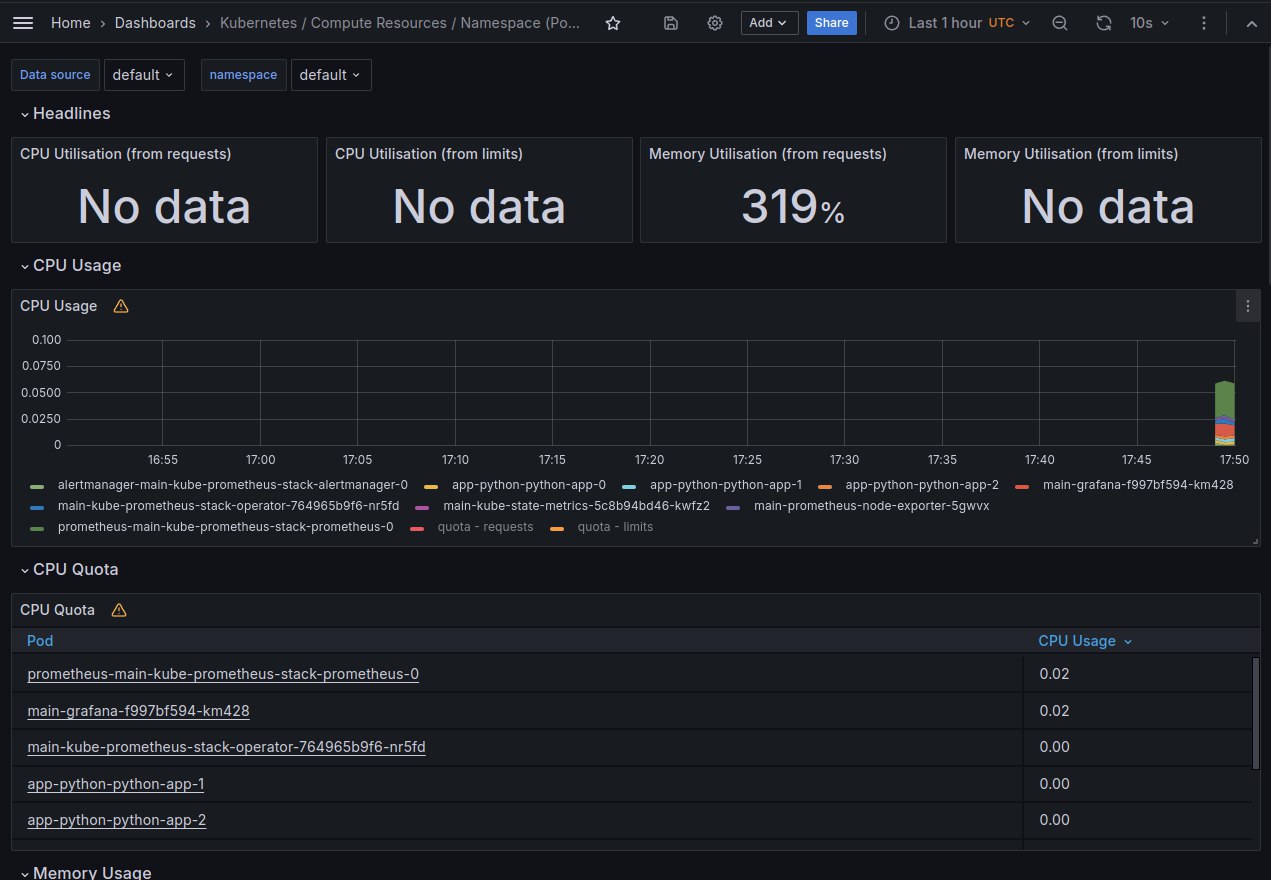 Home › Dashboards › Kubernetes / Compute Resources / Namespace (Po... Add Share Last 1 hour UTC 10s
Data source default namespace default
Headlines
CPU Utilisation (from requests) CPU Utilisation (from limits) Memory Utilisation (from requests) Memory Utilisation (from limits)
No data No data 319% No data
CPU Usage
CPU Usage
0.100
0.0750
0.0500
0.0250
0
16:55 17:00 17:05 17:10 17:15 17:20 17:25 17:30 17:35 17:40 17:45 17:50
alertmanager-main-kube-prometheus-stack-alertmanager-0 app-python-python-app-0 app-python-python-app-1 app-python-python-app-2 main-grafana-f997bf594-km428
main-kube-prometheus-stack-operator-764965b9f6-nr5fd main-kube-state-metrics-5c8b94bd46-kwfz2 main-prometheus-node-exporter-5gwvx
prometheus-main-kube-prometheus-stack-prometheus-0 quota - requests quota - limits
CPU Quota
CPU Quota
Pod CPU Usage
prometheus-main-kube-prometheus-stack-prometheus-0 0.02
main-grafana-f997bf594-km428 0.02
main-kube-prometheus-stack-operator-764965b9f6-nr5fd 0.00
app-python-python-app-1 0.00
app-python-python-app-2 0.00
Memory Usage